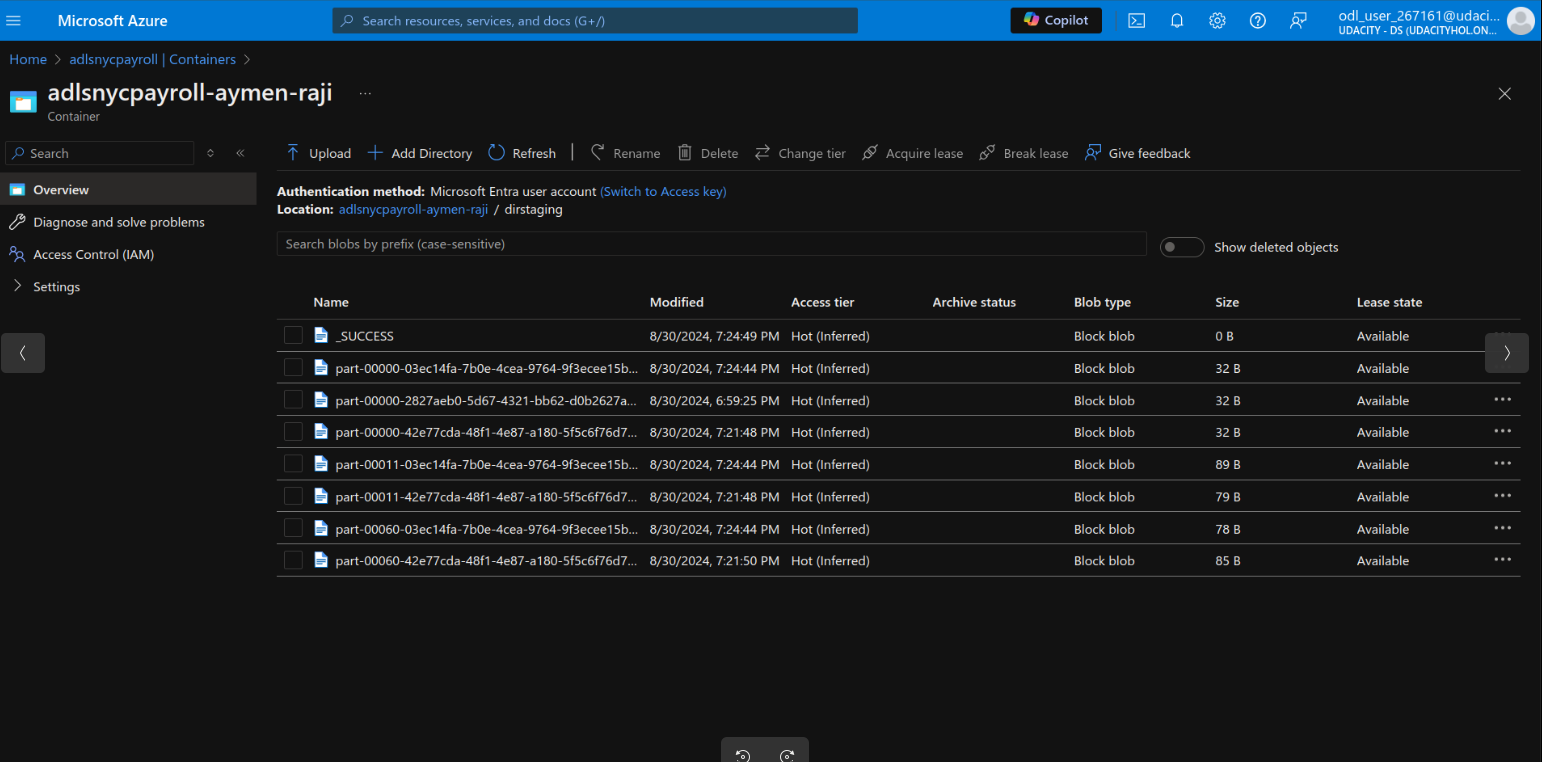 Microsoft Azure
Search resources, services, and docs (G+/)
Copilot
odl_user_267161@udaci...
UDACITY - DS (UDACITYHOL.ON...
Home > adlsnycpayroll | Containers >
adlsnycpayroll-aymen-raji ...
Container
Search
Overview
Diagnose and solve problems
Access Control (IAM)
Settings
Upload Add Directory Refresh Rename Delete Change tier Acquire lease Break lease Give feedback
Authentication method: Microsoft Entra user account (Switch to Access key)
Location: adlsnycpayroll-aymen-raji / dirstaging
Search blobs by prefix (case-sensitive)
Show deleted objects
Name Modified Access tier Archive status Blob type Size Lease state
_SUCCESS 8/30/2024, 7:24:49 PM Hot (Inferred) Block blob 0 B Available
part-00000-03ec14fa-7b0e-4cea-9764-9f3ecee15b... 8/30/2024, 7:24:44 PM Hot (Inferred) Block blob 32 B Available
part-00000-2827aeb0-5d67-4321-bb62-d0b2627a... 8/30/2024, 6:59:25 PM Hot (Inferred) Block blob 32 B Available
part-00000-42e77cda-48f1-4e87-a180-5f5c6f76d7... 8/30/2024, 7:21:48 PM Hot (Inferred) Block blob 32 B Available
part-00011-03ec14fa-7b0e-4cea-9764-9f3ecee15b... 8/30/2024, 7:24:44 PM Hot (Inferred) Block blob 89 B Available
part-00011-42e77cda-48f1-4e87-a180-5f5c6f76d7... 8/30/2024, 7:21:48 PM Hot (Inferred) Block blob 79 B Available
part-00060-03ec14fa-7b0e-4cea-9764-9f3ecee15b... 8/30/2024, 7:24:44 PM Hot (Inferred) Block blob 78 B Available
part-00060-42e77cda-48f1-4e87-a180-5f5c6f76d7... 8/30/2024, 7:21:50 PM Hot (Inferred) Block blob 85 B Available